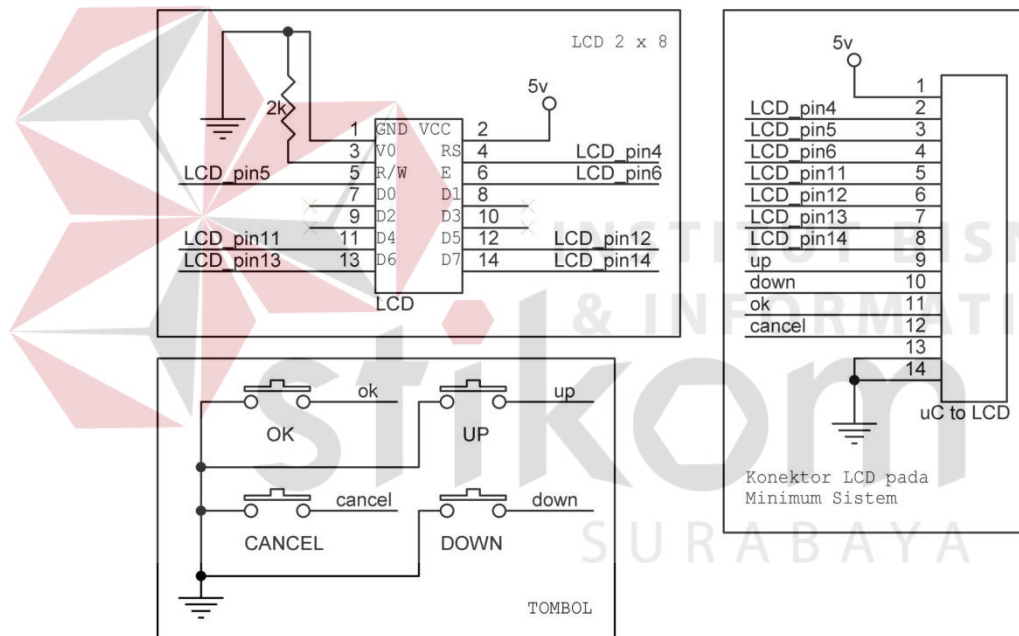 LCD 2 x 8
5v
2k
1 GND VCC 2
3 V0 RS 4 LCD_pin4
LCD_pin5 5 R/W E 6 LCD_pin6
7 D0 D1 8
9 D2 D3 10
LCD_pin11 11 D4 D5 12 LCD_pin12
LCD_pin13 13 D6 D7 14 LCD_pin14
LCD
ok
up
OK
UP
cancel
down
CANCEL
DOWN
TOMBOL
5v
1
LCD_pin4 2
LCD_pin5 3
LCD_pin6 4
LCD_pin11 5
LCD_pin12 6
LCD_pin13 7
LCD_pin14 8
up 9
down 10
ok 11
cancel 12
13
14
uC to LCD
Konektor LCD pada
Minimum Sistem
INSTITUT BISN
& INFORMATI
stikom
SURABAYA